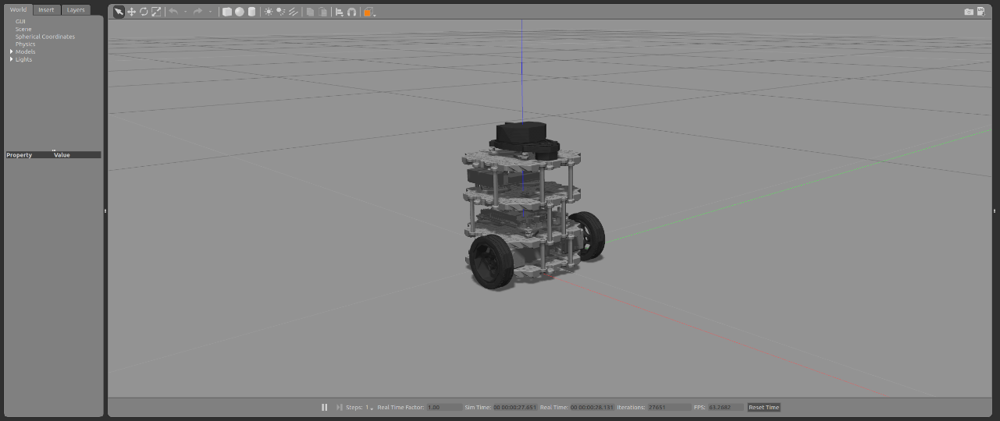 World Insert Layers
GUI
Scene
Spherical Coordinates
Physics
Models
Lights
Property Value
Steps: 1 Real Time Factor: 1.00 Sim Time: 00 00:00:27.651 Real Time: 00 00:00:28.131 Iterations: 27651 FPS: 63.2682 Reset Time